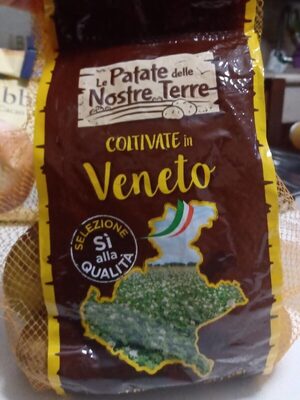 Le Patate delle
Nostre Terre
COLTIVATE in
Veneto
SELEZIONE
Sì
alla
QUALITÀ